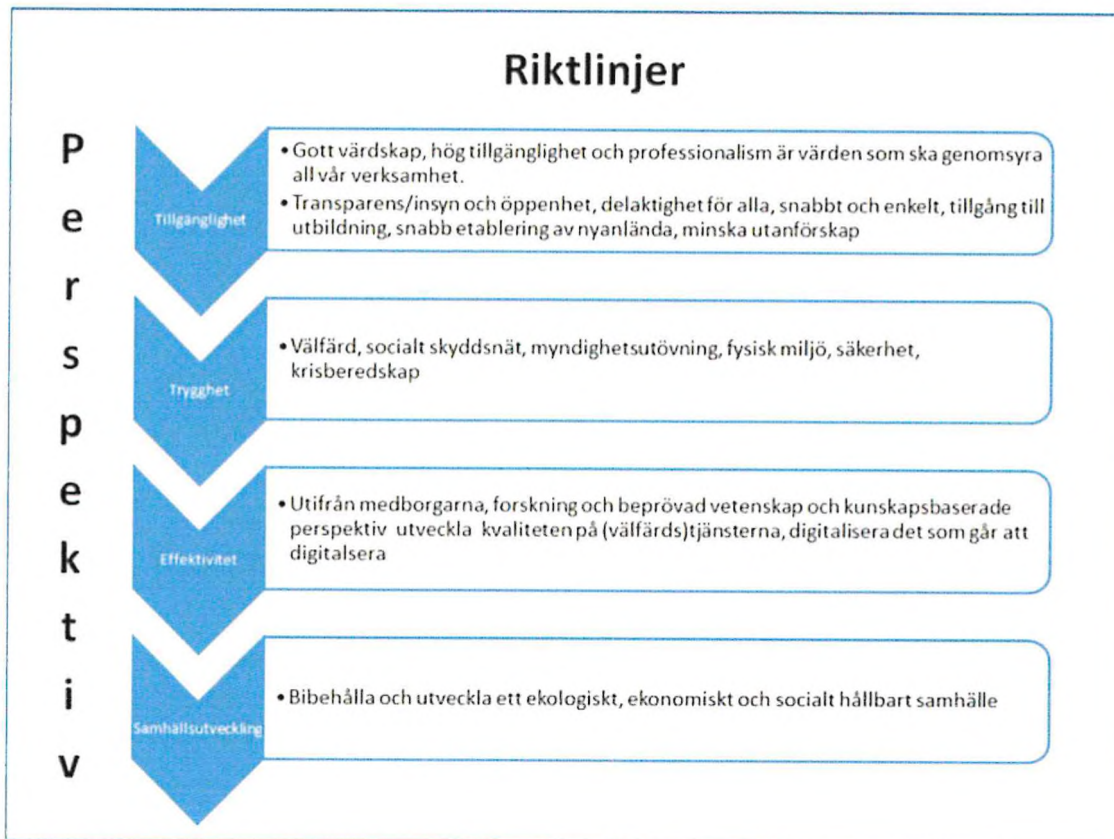 Riktlinjer
Perspektiv
Tillgänglighet
• Gott värdskap, hög tillgänglighet och professionalism är värden som ska genomsyra
all vår verksamhet.
• Transparens/insyn och öppenhet, delaktighet för alla, snabbt och enkelt, tillgång till
utbildning, snabb etablering av nyanlända, minska utanförskap
Trygghet
• Välfärd, socialt skyddsnät, myndighetsutövning, fysisk miljö, säkerhet,
krisberedskap
Effektivitet
• Utifrån medborgarna, forskning och beprövad vetenskap och kunskapsbaserade
perspektiv utveckla kvaliteten på (välfärds)tjänsterna, digitalisera det som går att
digitalsera
Samhällsutveckling
• Bibehålla och utveckla ett ekologiskt, ekonomiskt och socialt hållbart samhälle